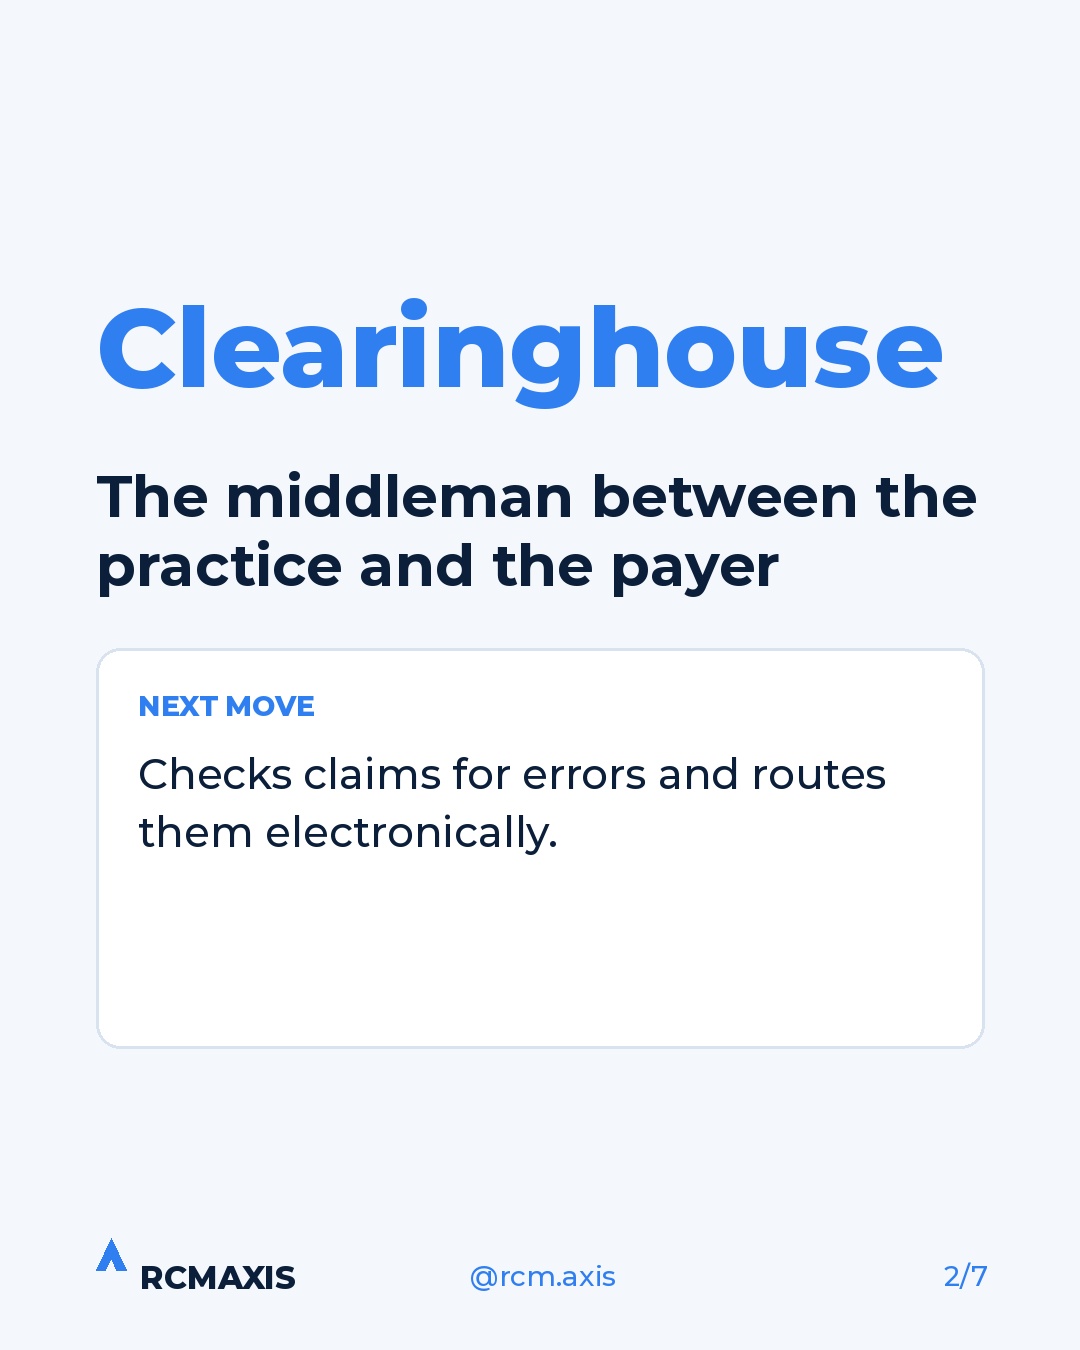 Clearinghouse
The middleman between the
practice and the payer
NEXT MOVE
Checks claims for errors and routes
them electronically.
RCMAXIS
@rcm.axis
2/7